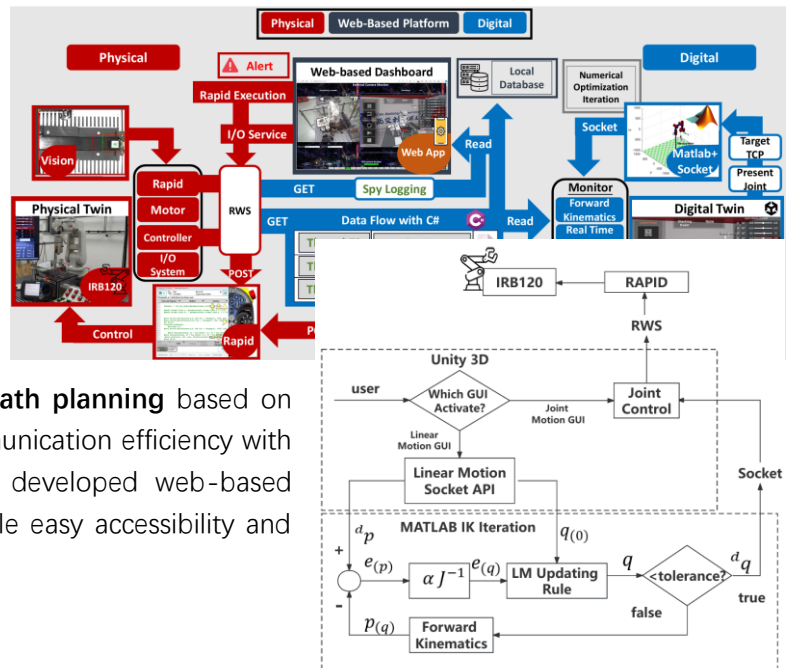 Physical
Web-Based Platform
Digital
Physical
Digital
Alert
Web-based Dashboard
Local
Database
Numerical
Optimization
Iteration
Rapid Execution
I/O Service
Web App
Read
Socket
Matlab+
Socket
Target
TCP
Present
Joint
Vision
Rapid
Motor
Controller
I/O
System
RWS
GET
Spy Logging
GET
Data Flow with C#
Read
Monitor
Forward
Kinematics
Real Time
Digital Twin
Physical Twin
IRB120
POST
Control
Rapid
IRB120
RAPID
RWS
Unity 3D
user
Which GUI
Activate?
Joint
Motion GUI
Joint
Control
Linear
Motion GUI
Linear Motion
Socket API
Socket
MATLAB IK Iteration
ᵈp
q₍₀₎
+
e₍p₎
α J⁻¹
e₍q₎
LM Updating
Rule
q
<tolerance?
ᵈq
true
false
-
p₍q₎
Forward
Kinematics
ath planning based on
unication efficiency with
developed web-based
le easy accessibility and